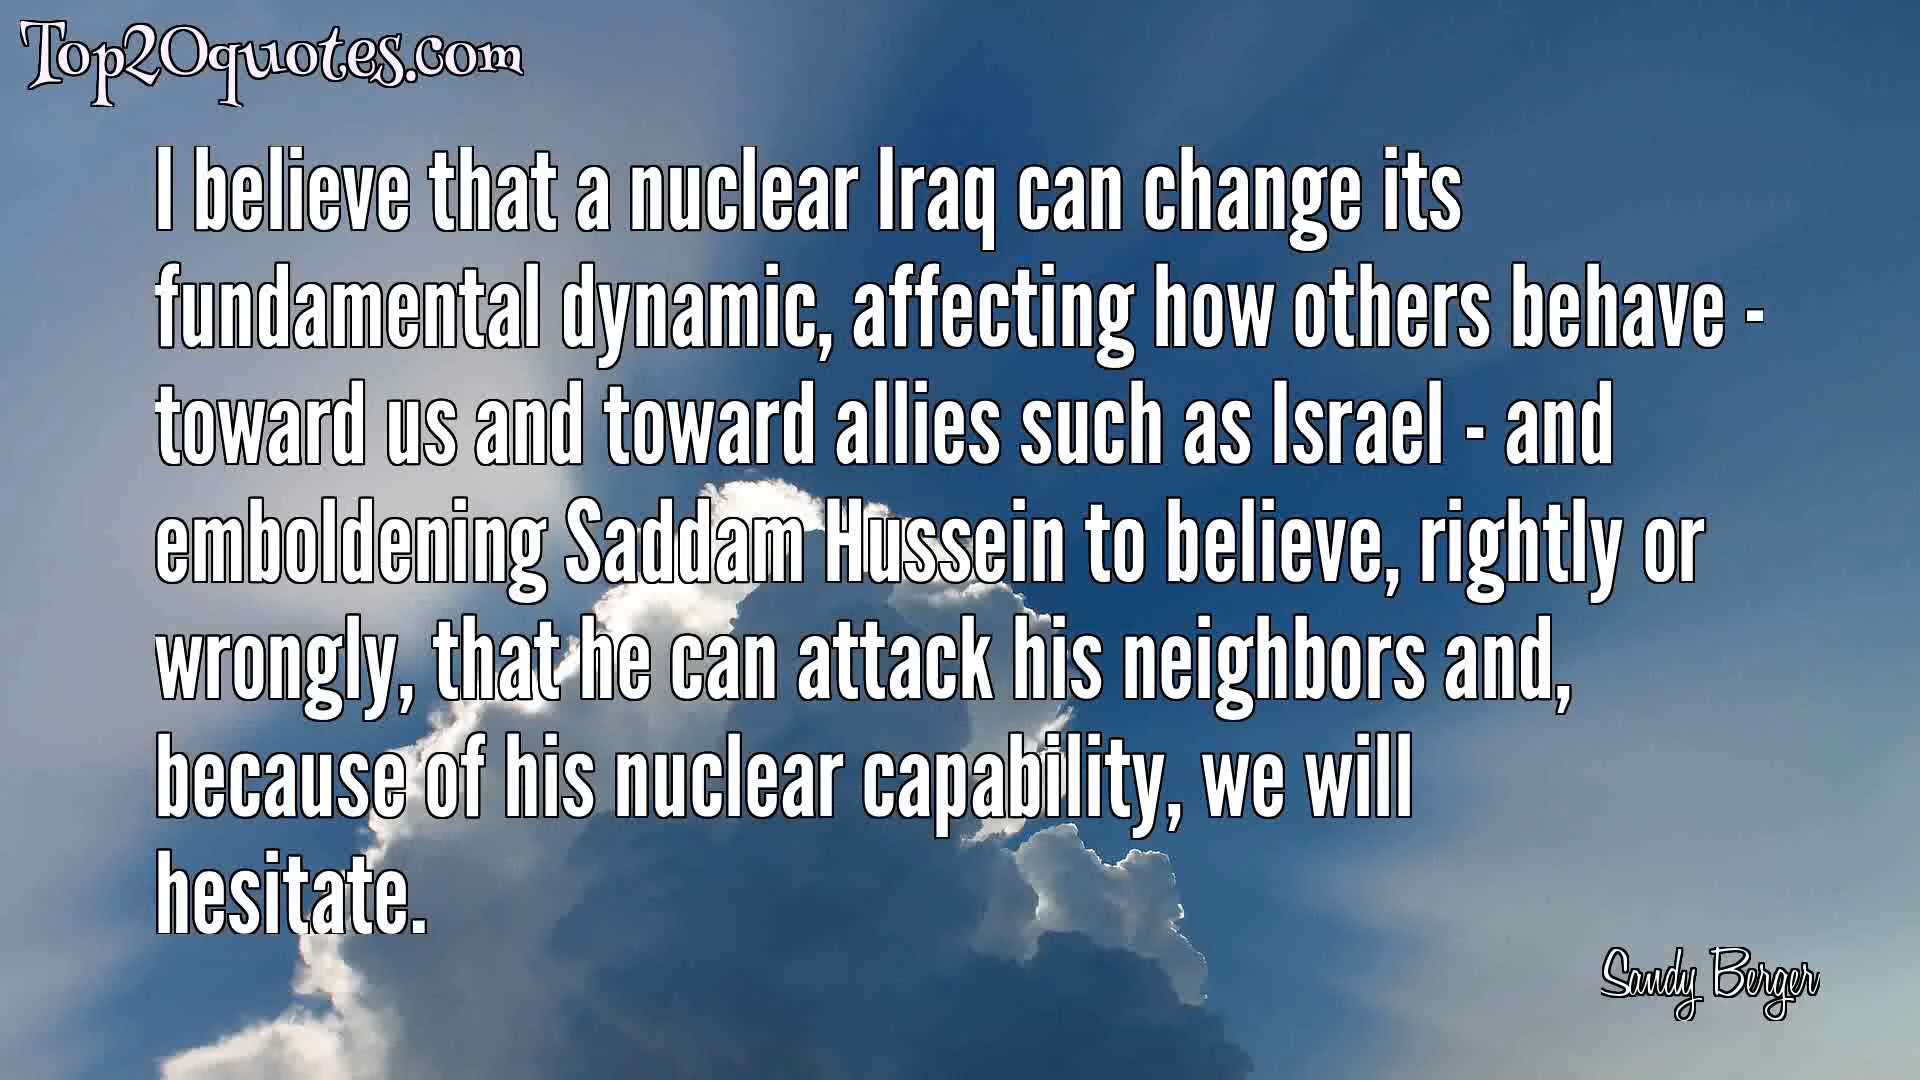 Top20quotes.com
I believe that a nuclear Iraq can change its
fundamental dynamic, affecting how others behave -
toward us and toward allies such as Israel - and
emboldening Saddam Hussein to believe, rightly or
wrongly, that he can attack his neighbors and,
because of his nuclear capability, we will
hesitate.
Sandy Berger